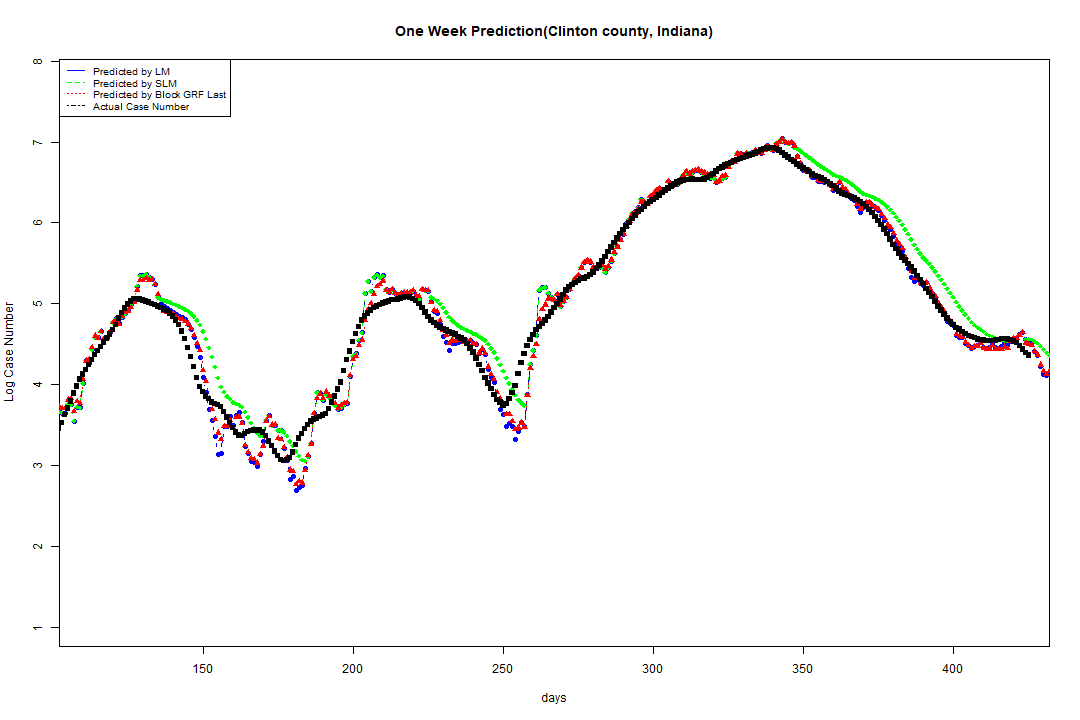 One Week Prediction(Clinton county, Indiana)
Predicted by LM
Predicted by SLM
Predicted by Block GRF Last
Actual Case Number
Log Case Number
8
7
6
5
4
3
2
1
150 200 250 300 350 400
days